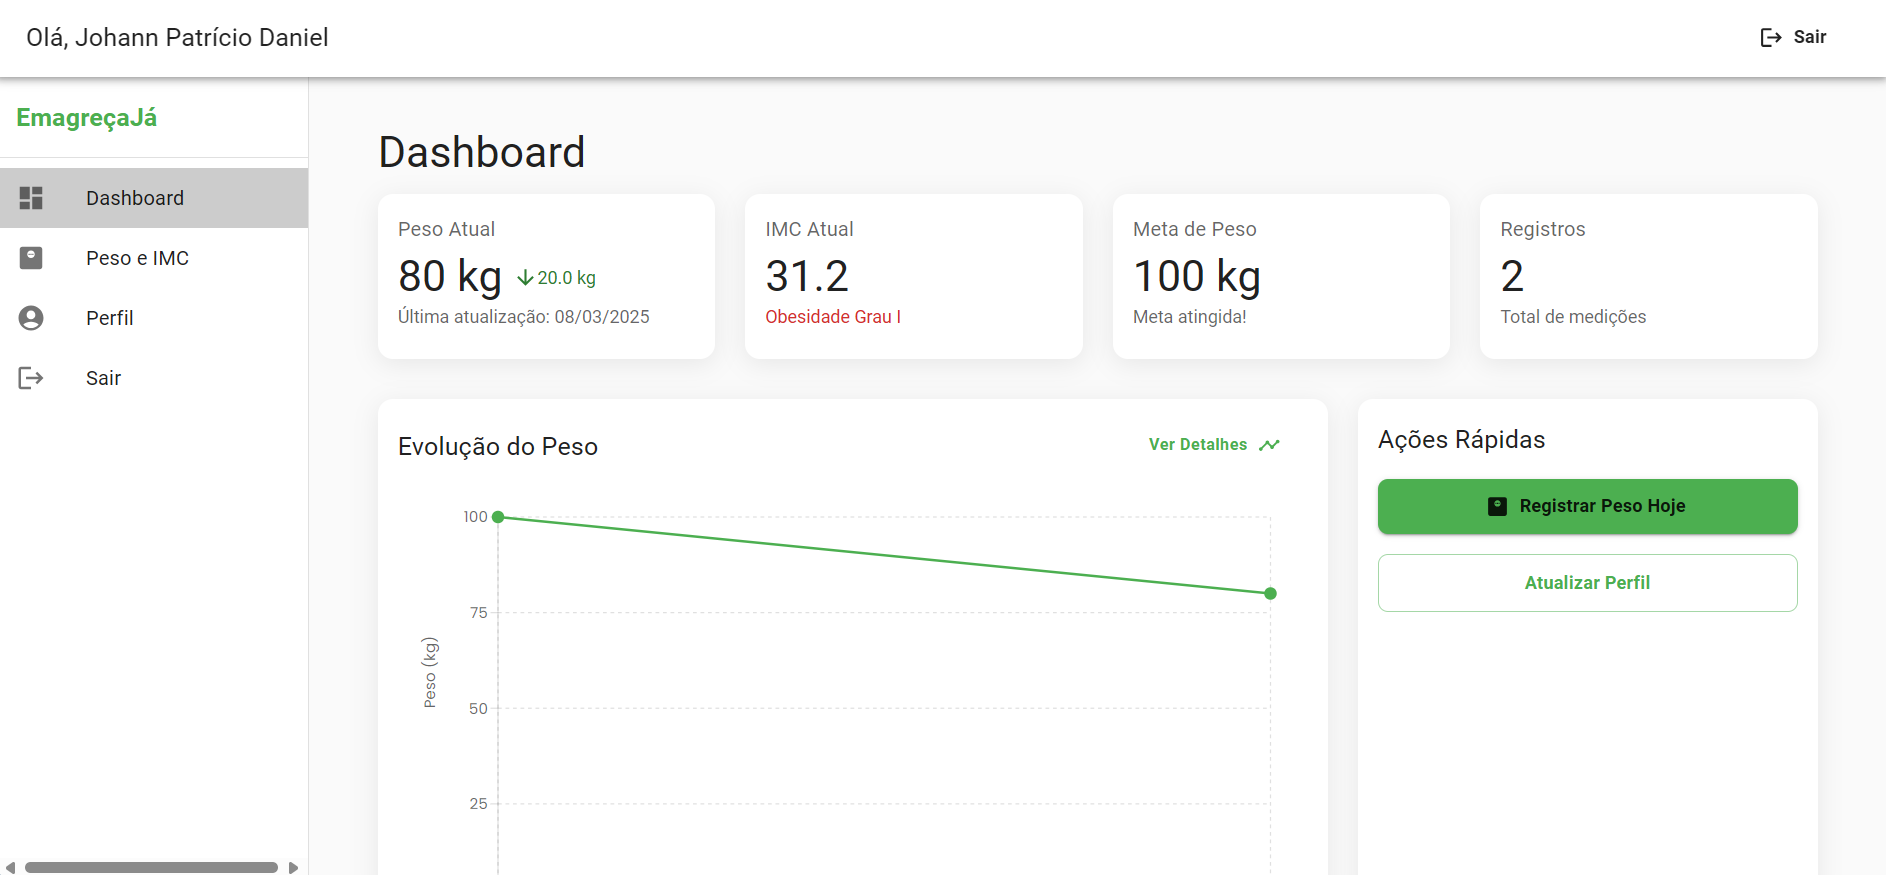 Olá, Johann Patrício Daniel
Sair
EmagreçaJá
Dashboard
Peso e IMC
Perfil
Sair
Dashboard
Peso Atual
80 kg 20.0 kg
Última atualização: 08/03/2025
IMC Atual
31.2
Obesidade Grau I
Meta de Peso
100 kg
Meta atingida!
Registros
2
Total de medições
Evolução do Peso
Ver Detalhes
100
75
50
25
Peso (kg)
Ações Rápidas
Registrar Peso Hoje
Atualizar Perfil